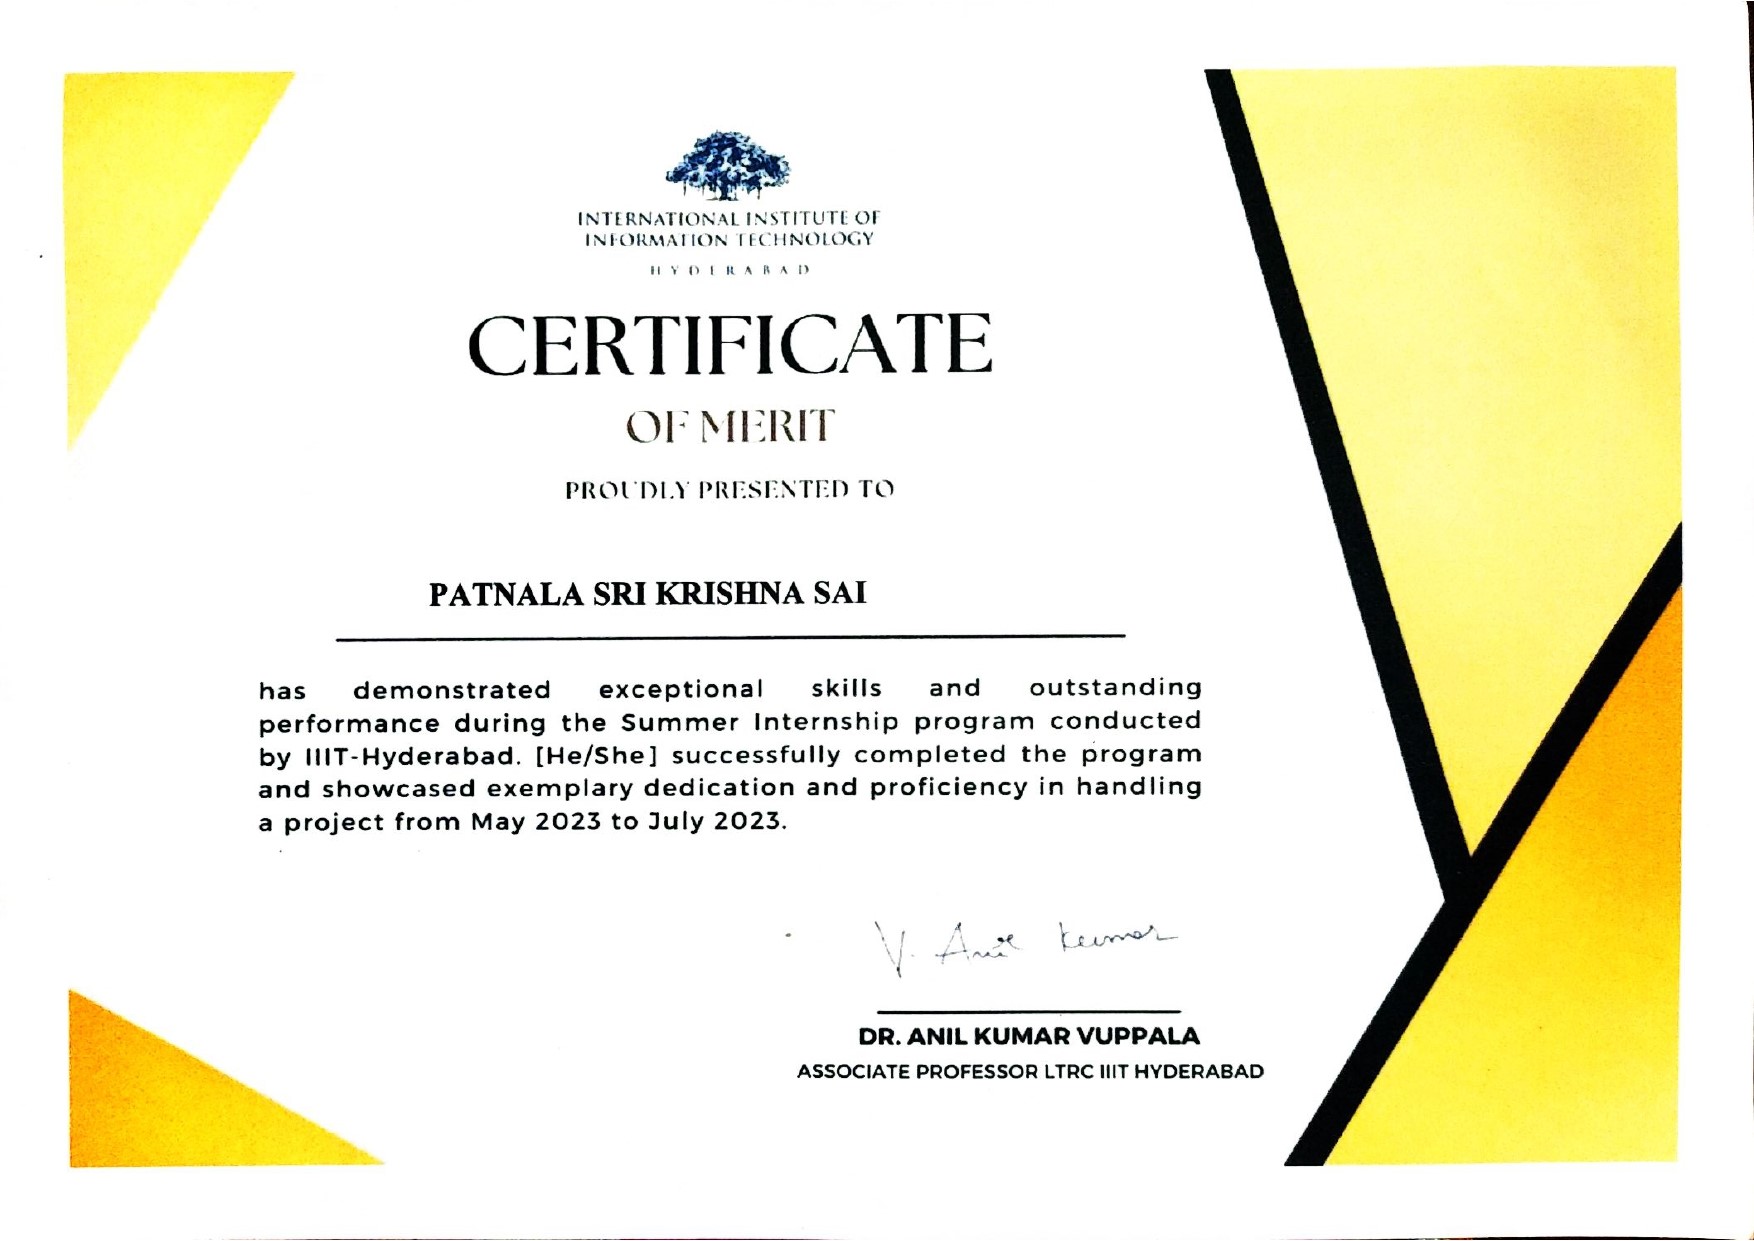 INTERNATIONAL INSTITUTE OF
INFORMATION TECHNOLOGY
HYDERABAD
CERTIFICATE
OF MERIT
PROUDLY PRESENTED TO
PATNALA SRI KRISHNA SAI
has demonstrated exceptional skills and outstanding
performance during the Summer Internship program conducted
by IIIT-Hyderabad. [He/She] successfully completed the program
and showcased exemplary dedication and proficiency in handling
a project from May 2023 to July 2023.
V. Anil Kumar
DR. ANIL KUMAR VUPPALA
ASSOCIATE PROFESSOR LTRC IIIT HYDERABAD